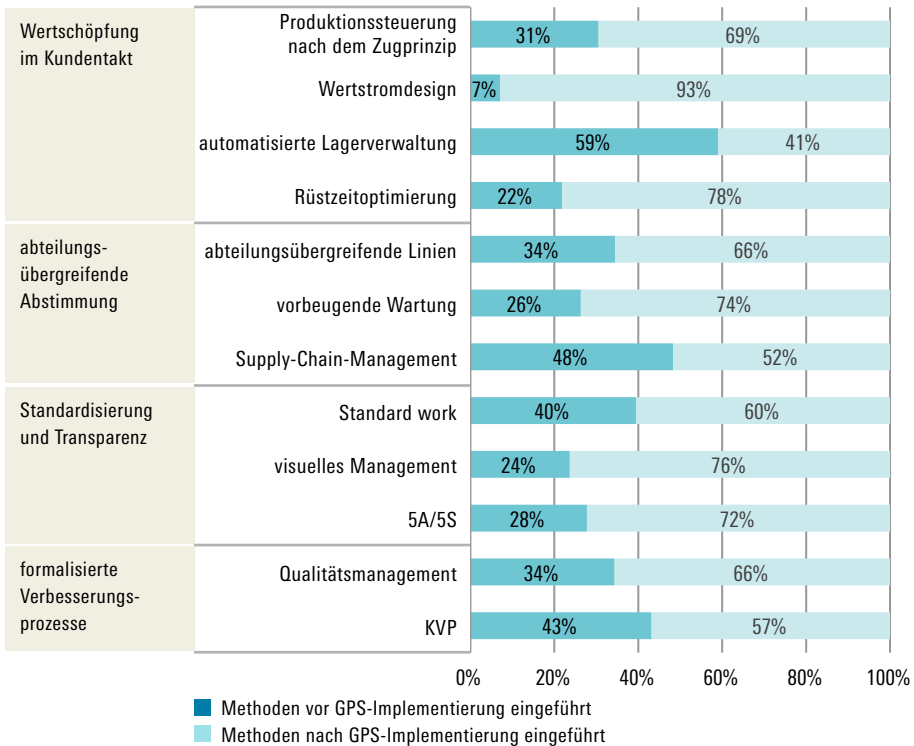 Wertschöpfung
im Kundentakt
Produktionssteuerung
nach dem Zugprinzip
31%
69%
Wertstromdesign
7%
93%
automatisierte Lagerverwaltung
59%
41%
Rüstzeitoptimierung
22%
78%
abteilungs-
übergreifende
Abstimmung
abteilungsübergreifende Linien
34%
66%
vorbeugende Wartung
26%
74%
Supply-Chain-Management
48%
52%
Standardisierung
und Transparenz
Standard work
40%
60%
visuelles Management
24%
76%
5A/5S
28%
72%
formalisierte
Verbesserungs-
prozesse
Qualitätsmanagement
34%
66%
KVP
43%
57%
0% 20% 40% 60% 80% 100%
Methoden vor GPS-Implementierung eingeführt
Methoden nach GPS-Implementierung eingeführt